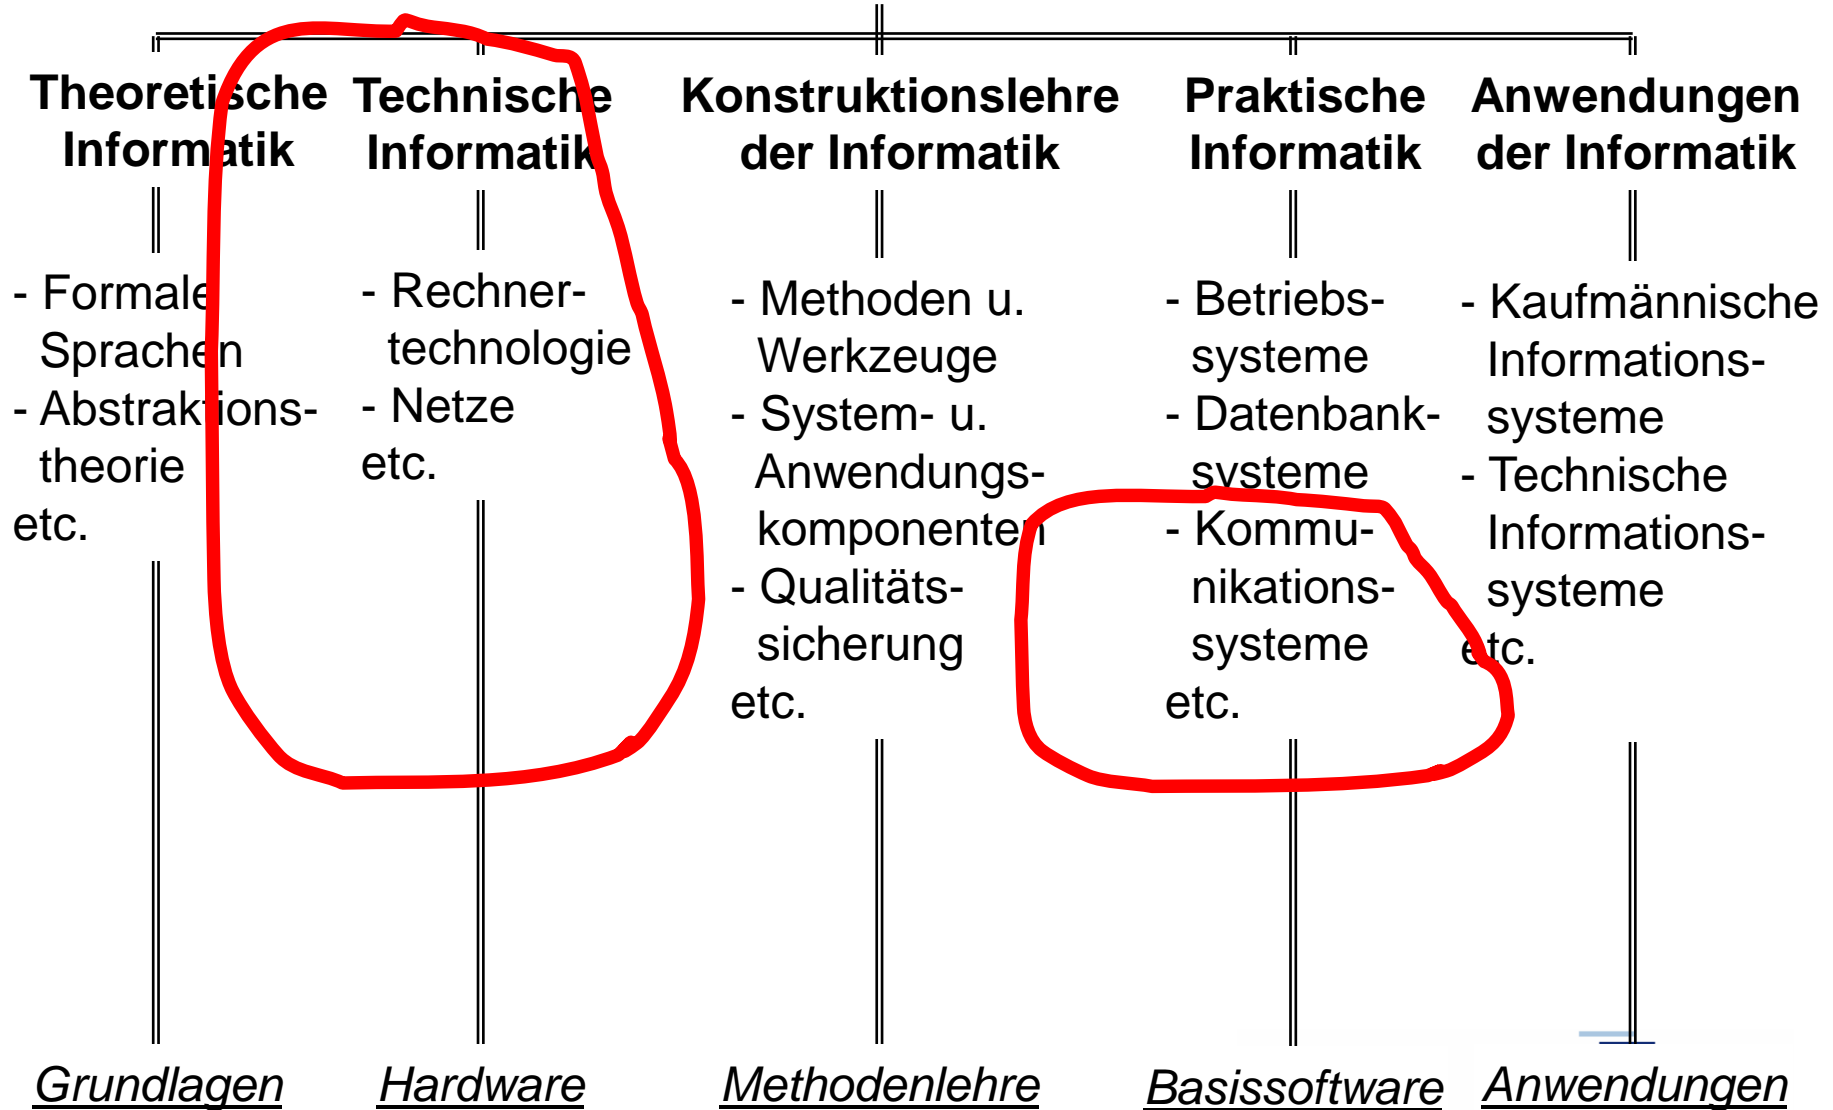 Theoretische
Informatik
- Formale
Sprachen
- Abstraktions-
theorie
etc.
Grundlagen
Technische
Informatik
- Rechner-
technologie
- Netze
etc.
Hardware
Konstruktionslehre
der Informatik
- Methoden u.
Werkzeuge
- System- u.
Anwendungs-
komponenten
- Qualitäts-
sicherung
etc.
Methodenlehre
Praktische
Informatik
- Betriebs-
systeme
- Datenbank-
systeme
- Kommu-
nikations-
systeme
etc.
Basissoftware
Anwendungen
der Informatik
- Kaufmännische
Informations-
systeme
- Technische
Informations-
systeme
etc.
Anwendungen